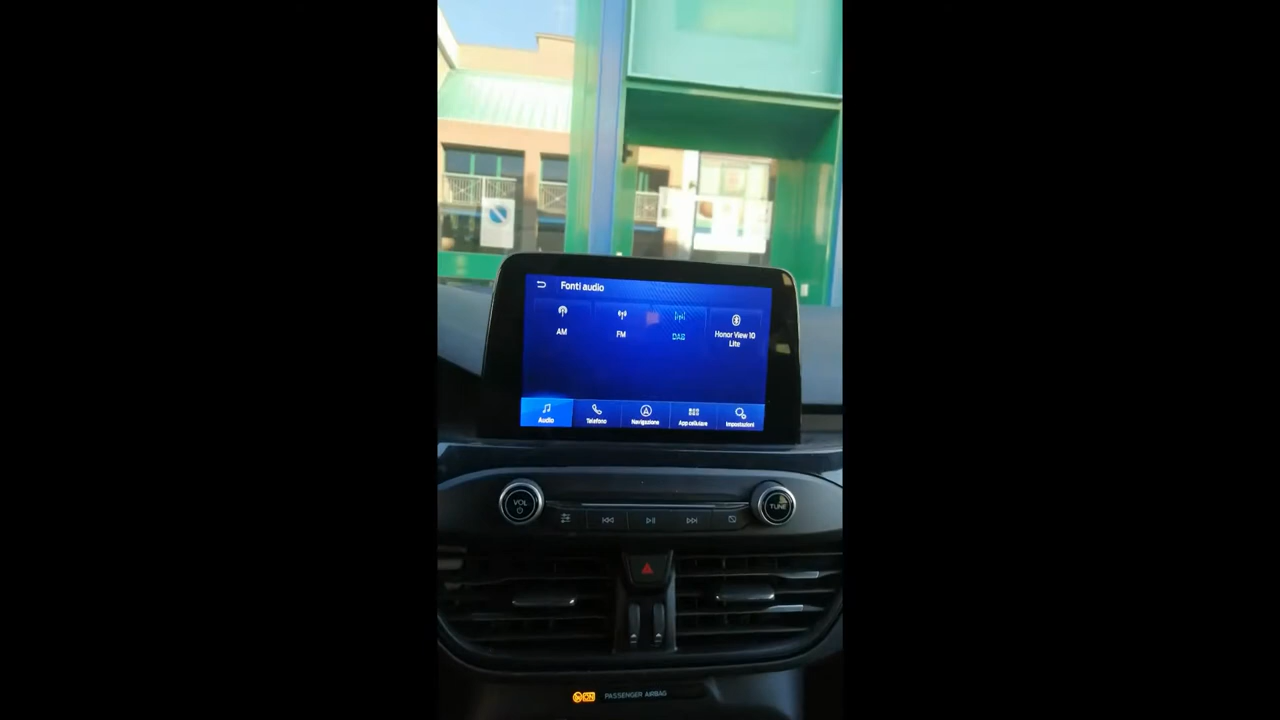 Fonti audio
AM
FM
DAB
Honor View 10
Lite
Audio
Telefono
Navigazione
App cellulare
Impostazioni
VOL
TUNE
PASSENGER AIRBAG